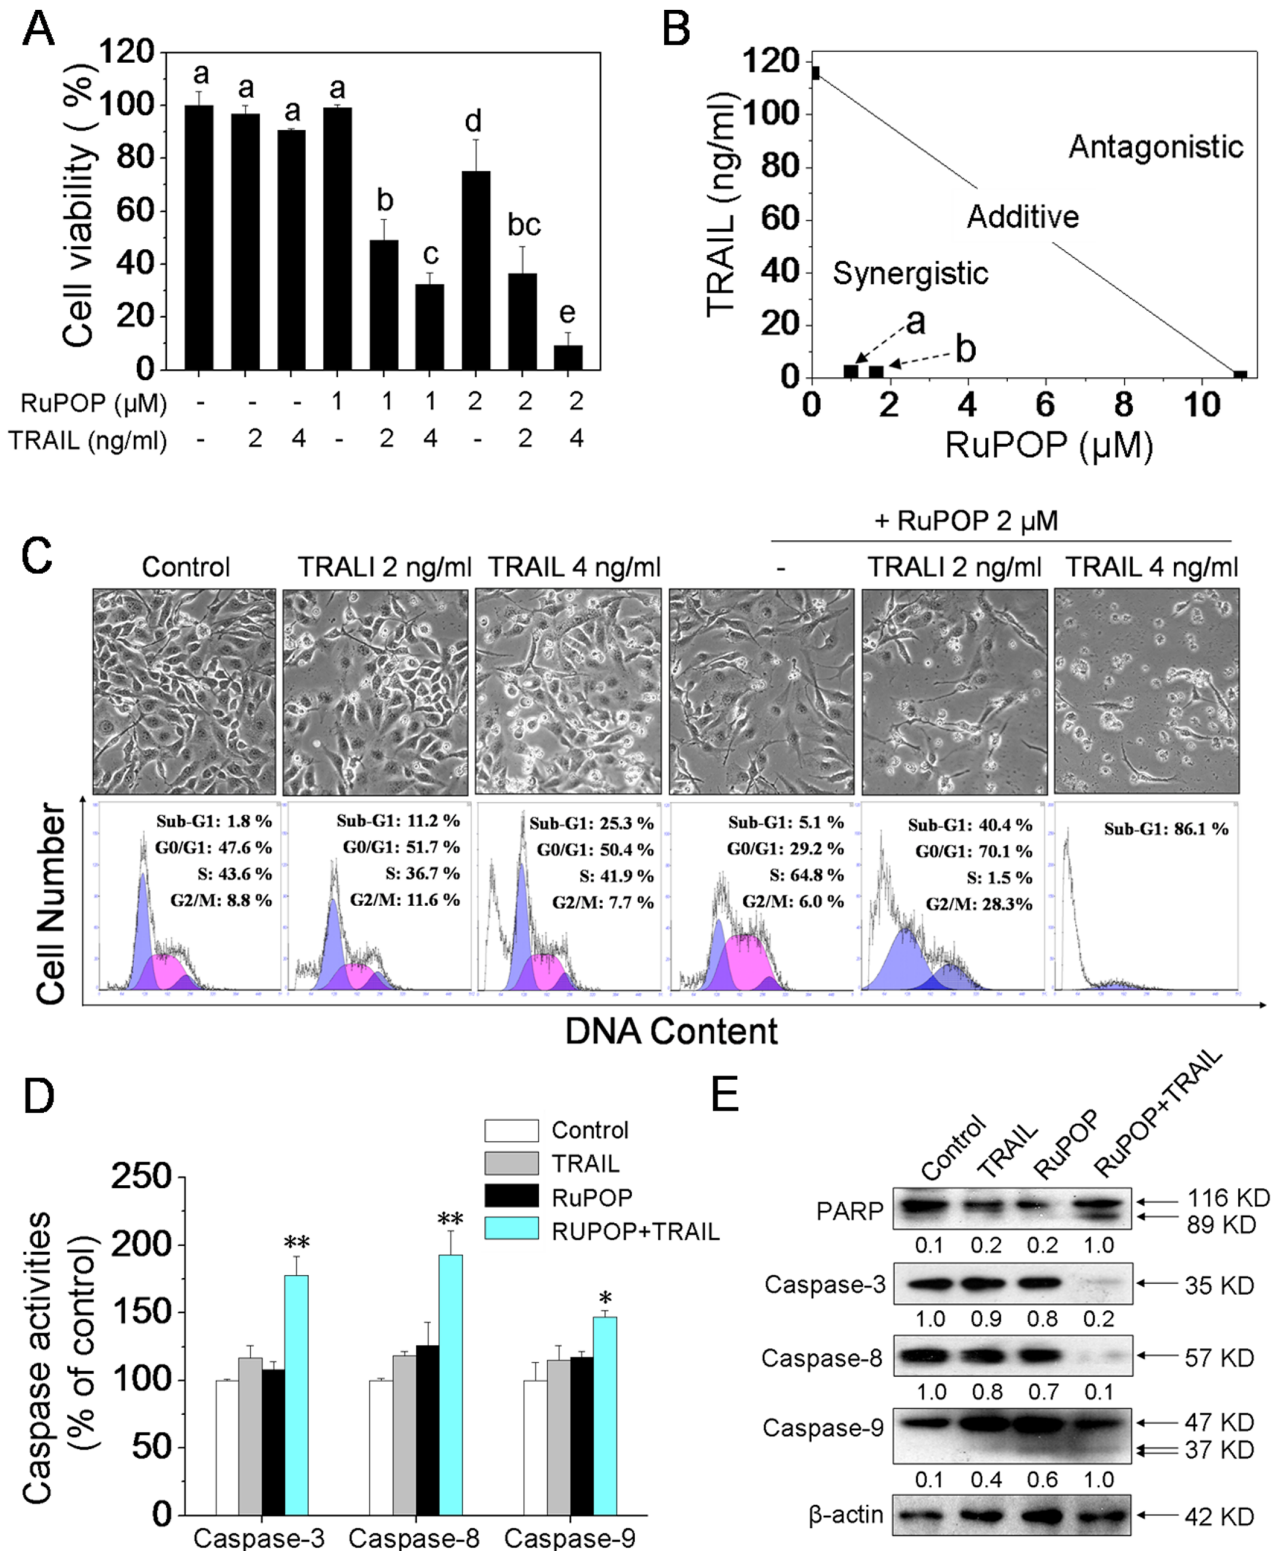 A
Cell viability ( %)
120
100
80
60
40
20
0
a
a
a
a
b
c
d
bc
e
RuPOP (µM) - - - 1 1 1 2 2 2
TRAIL (ng/ml) - 2 4 - 2 4 - 2 4
B
TRAIL (ng/ml)
120
100
80
60
40
20
0
Antagonistic
Additive
Synergistic
a
b
0 2 4 6 8 10
RuPOP (µM)
C
+ RuPOP 2 µM
Control TRALI 2 ng/ml TRAIL 4 ng/ml - TRALI 2 ng/ml TRAIL 4 ng/ml
Cell Number
Sub-G1: 1.8 %
G0/G1: 47.6 %
S: 43.6 %
G2/M: 8.8 %
Sub-G1: 11.2 %
G0/G1: 51.7 %
S: 36.7 %
G2/M: 11.6 %
Sub-G1: 25.3 %
G0/G1: 50.4 %
S: 41.9 %
G2/M: 7.7 %
Sub-G1: 5.1 %
G0/G1: 29.2 %
S: 64.8 %
G2/M: 6.0 %
Sub-G1: 40.4 %
G0/G1: 70.1 %
S: 1.5 %
G2/M: 28.3%
Sub-G1: 86.1 %
DNA Content
D
Caspase activities
(% of control)
250
200
150
100
50
0
Control
TRAIL
RuPOP
RUPOP+TRAIL
**
**
*
Caspase-3 Caspase-8 Caspase-9
E
Control TRAIL RuPOP RuPOP+TRAIL
PARP 116 KD
89 KD
0.1 0.2 0.2 1.0
Caspase-3 35 KD
1.0 0.9 0.8 0.2
Caspase-8 57 KD
1.0 0.8 0.7 0.1
Caspase-9 47 KD
37 KD
0.1 0.4 0.6 1.0
β-actin 42 KD